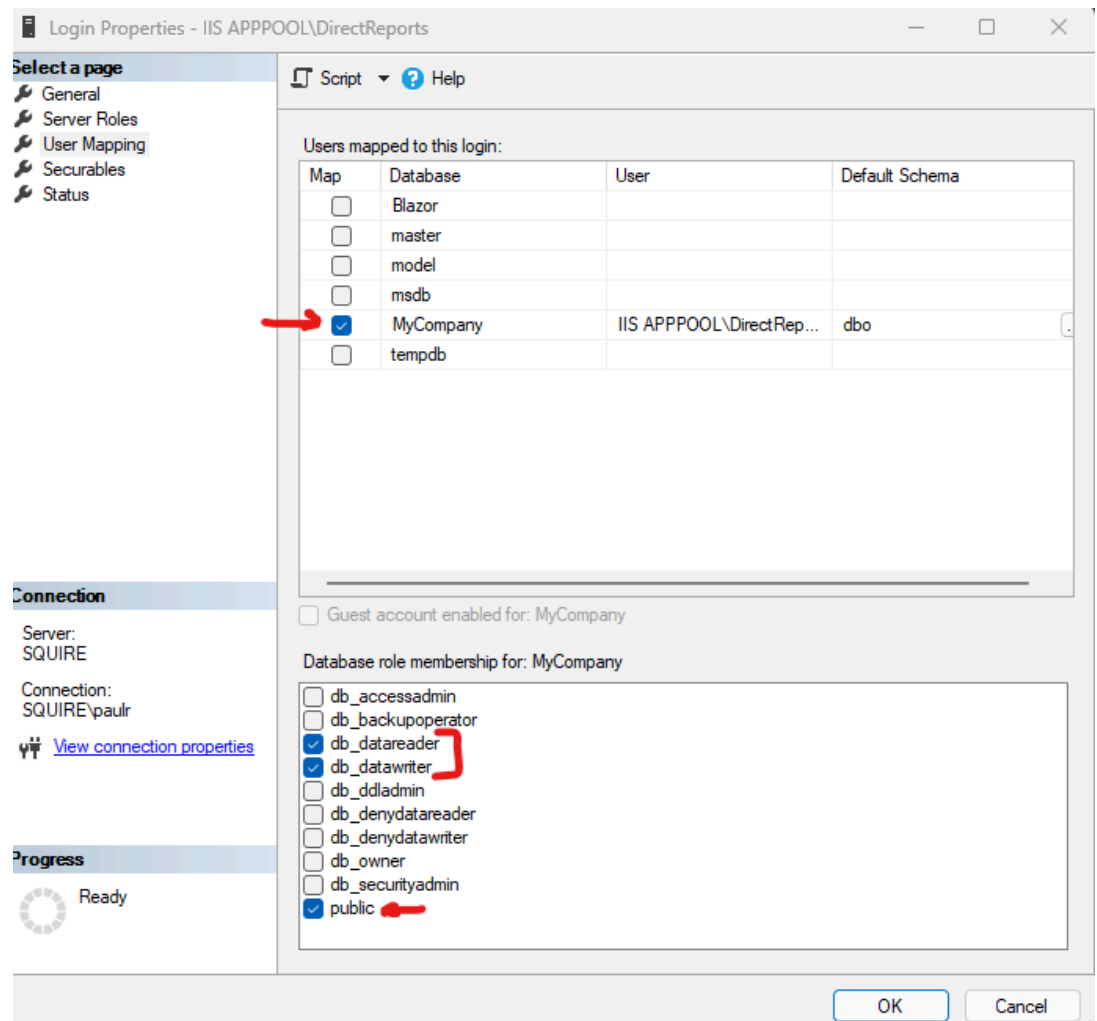 Login Properties - IIS APPPOOL\DirectReports
Select a page
General
Server Roles
User Mapping
Securables
Status
Script Help
Users mapped to this login:
Map Database User Default Schema
Blazor
master
model
msdb
MyCompany IIS APPPOOL\DirectRep... dbo
tempdb
Guest account enabled for: MyCompany
Database role membership for: MyCompany
db_accessadmin
db_backupoperator
db_datareader
db_datawriter
db_ddladmin
db_denydatareader
db_denydatawriter
db_owner
db_securityadmin
public
Connection
Server:
SQUIRE
Connection:
SQUIRE\paulr
View connection properties
Progress
Ready
OK Cancel